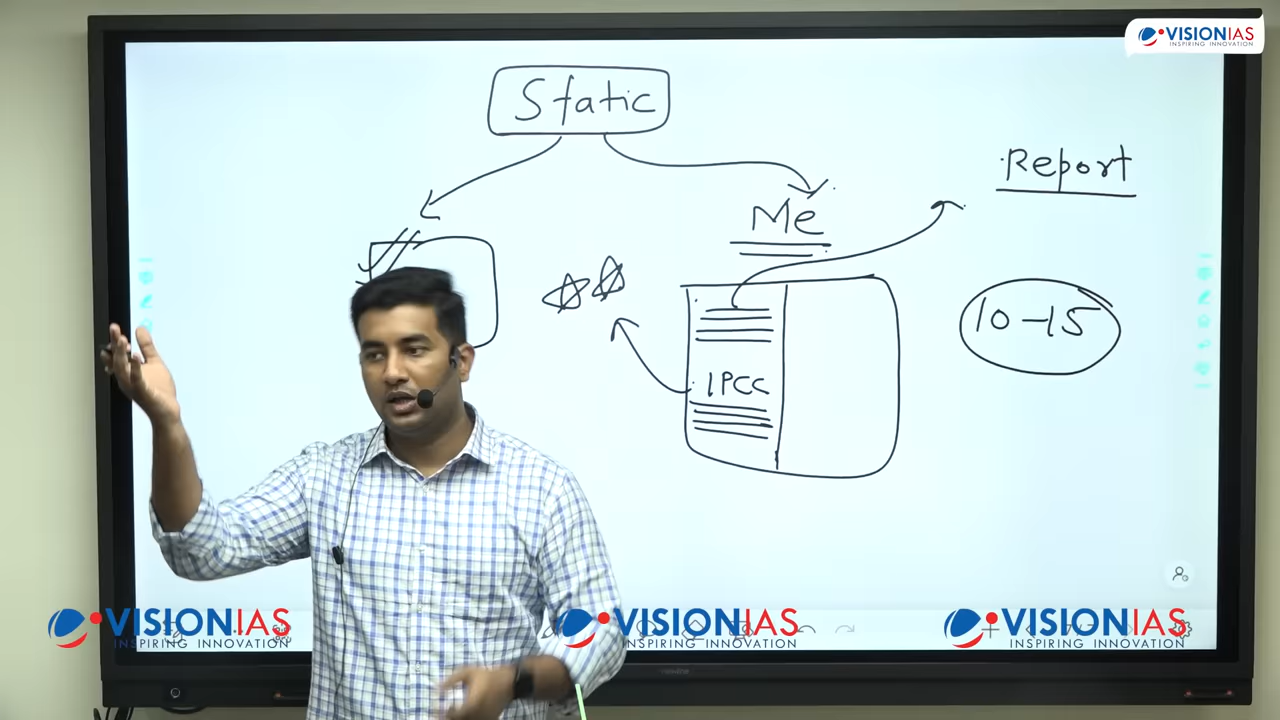 VISIONIAS
INSPIRING INNOVATION
Static
Report
Me
10-15
IPCC
VISIONIAS
INSPIRING INNOVATION
VISIONIAS
INSPIRING INNOVATION
VISIONIAS
INSPIRING INNOVATION